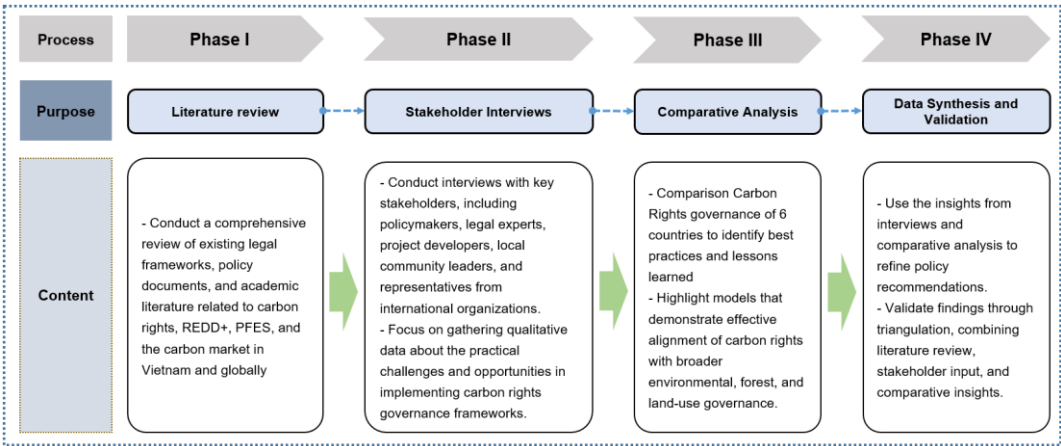 Process
Phase I
Phase II
Phase III
Phase IV
Purpose
Literature review
Stakeholder Interviews
Comparative Analysis
Data Synthesis and
Validation
Content
- Conduct a comprehensive
review of existing legal
frameworks, policy
documents, and academic
literature related to carbon
rights, REDD+, PFES, and
the carbon market in
Vietnam and globally
- Conduct interviews with key
stakeholders, including
policymakers, legal experts,
project developers, local
community leaders, and
representatives from
international organizations.
- Focus on gathering qualitative
data about the practical
challenges and opportunities in
implementing carbon rights
governance frameworks.
- Comparison Carbon
Rights governance of 6
countries to identify best
practices and lessons
learned
- Highlight models that
demonstrate effective
alignment of carbon rights
with broader
environmental, forest, and
land-use governance.
- Use the insights from
interviews and
comparative analysis to
refine policy
recommendations.
- Validate findings through
triangulation, combining
literature review,
stakeholder input, and
comparative insights.